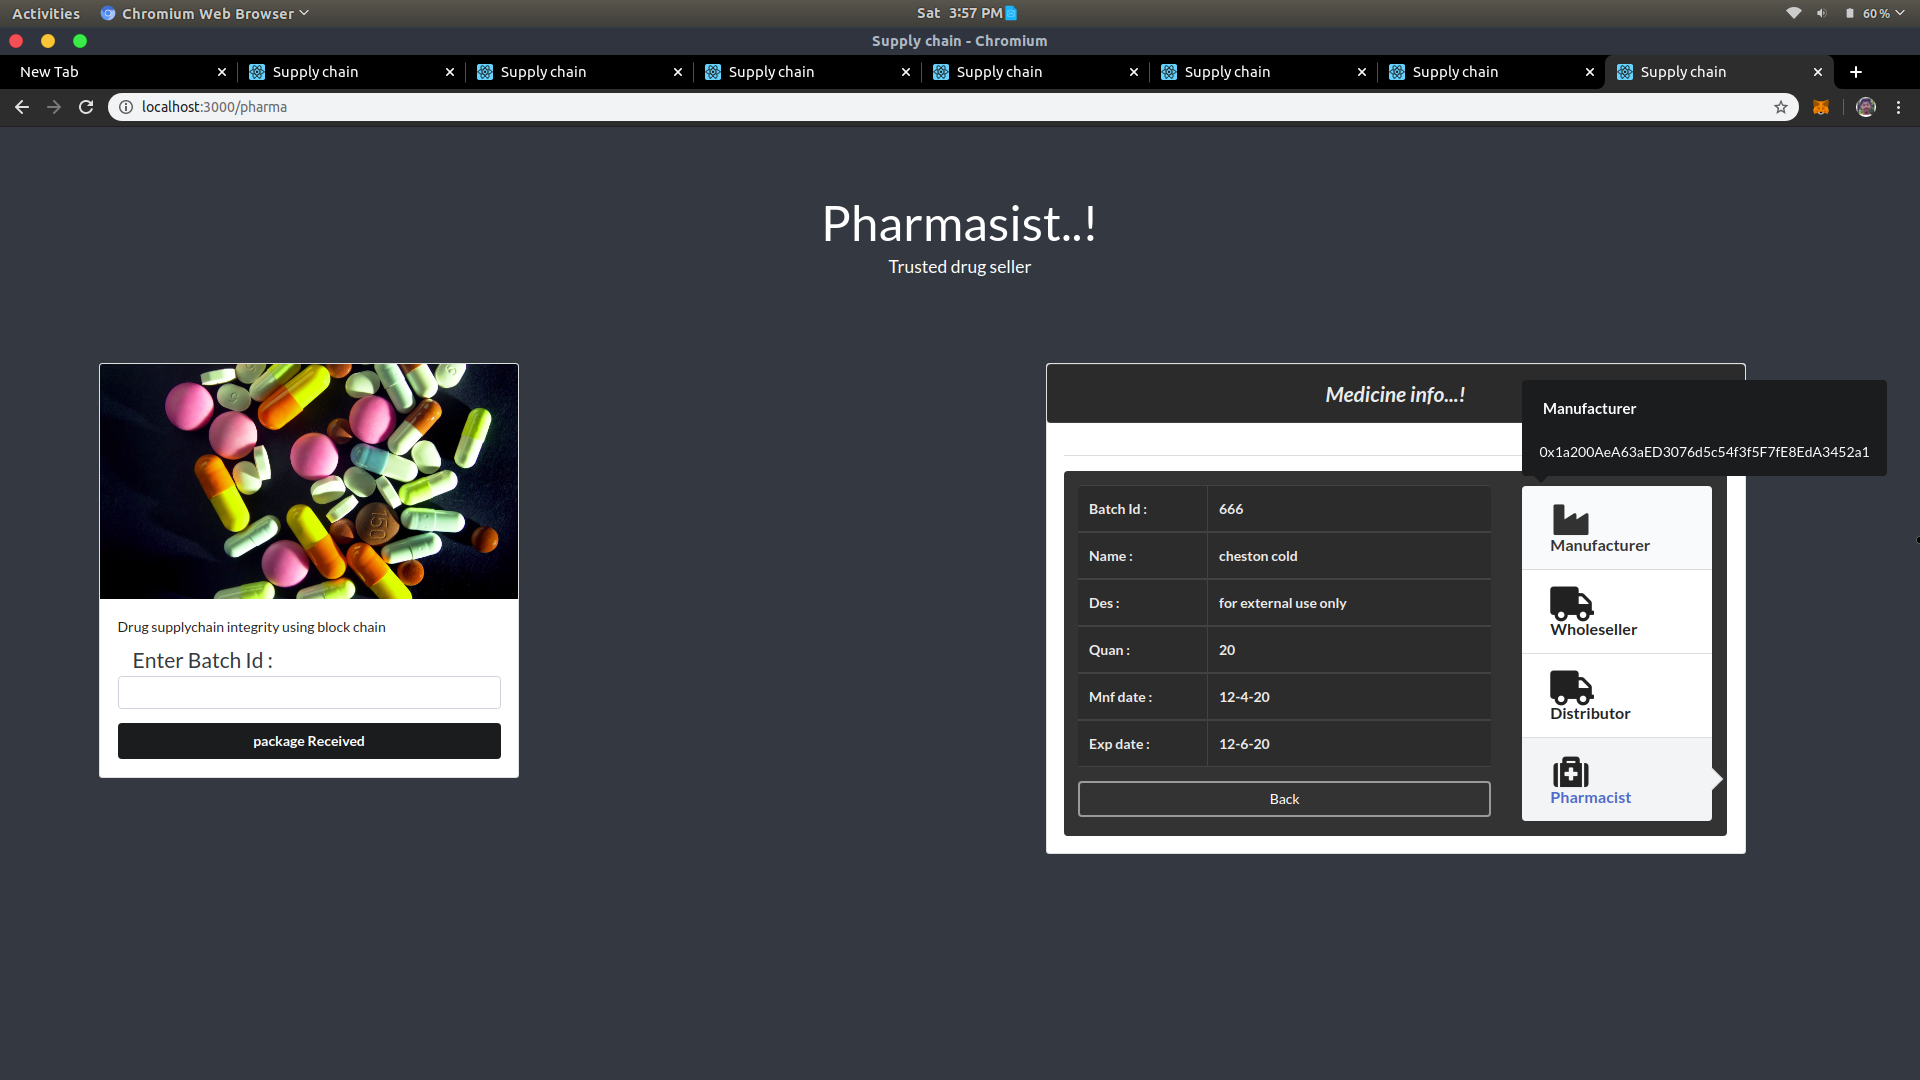 Activities
Chromium Web Browser
Sat 3:57 PM
60 %
Supply chain - Chromium
New Tab
Supply chain
Supply chain
Supply chain
Supply chain
Supply chain
Supply chain
Supply chain
localhost:3000/pharma
Pharmasist..!
Trusted drug seller
150
Drug supplychain integrity using block chain
Enter Batch Id :
package Received
Medicine info...!
Manufacturer
0x1a200AeA63aED3076d5c54f3f5F7fE8EdA3452a1
Batch Id : 666
Name : cheston cold
Des : for external use only
Quan : 20
Mnf date : 12-4-20
Exp date : 12-6-20
Back
Manufacturer
Wholeseller
Distributor
Pharmacist